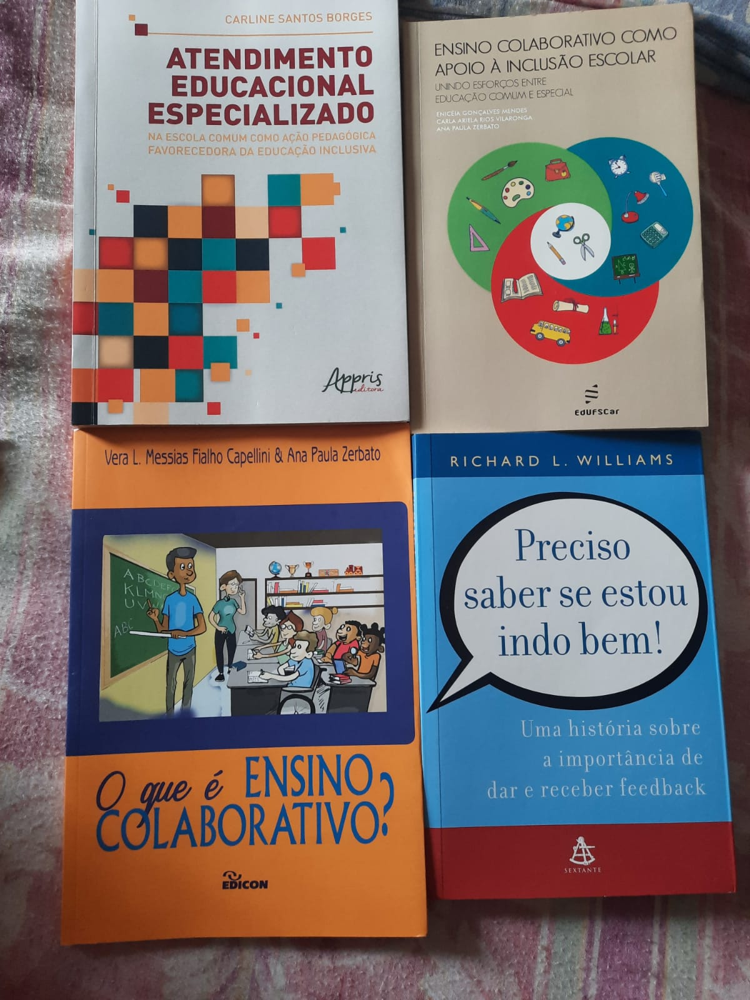 CARLINE SANTOS BORGES
ATENDIMENTO
EDUCACIONAL
ESPECIALIZADO
NA ESCOLA COMUM COMO AÇÃO PEDAGÓGICA
FAVORECEDORA DA EDUCAÇÃO INCLUSIVA
Appris
editora
ENSINO COLABORATIVO COMO
APOIO À INCLUSÃO ESCOLAR
UNINDO ESFORÇOS ENTRE
EDUCAÇÃO COMUM E ESPECIAL
ENICÉIA GONÇALVES MENDES
CARLA ARIELA RIOS VILARONGA
ANA PAULA ZERBATO
EdUFSCar
Vera L. Messias Fialho Capellini & Ana Paula Zerbato
ABCDEFG
KLMN
UVW
ABC
O que é ENSINO
COLABORATIVO?
EDICON
RICHARD L. WILLIAMS
Preciso
saber se estou
indo bem!
Uma história sobre
a importância de
dar e receber feedback
SEXTANTE